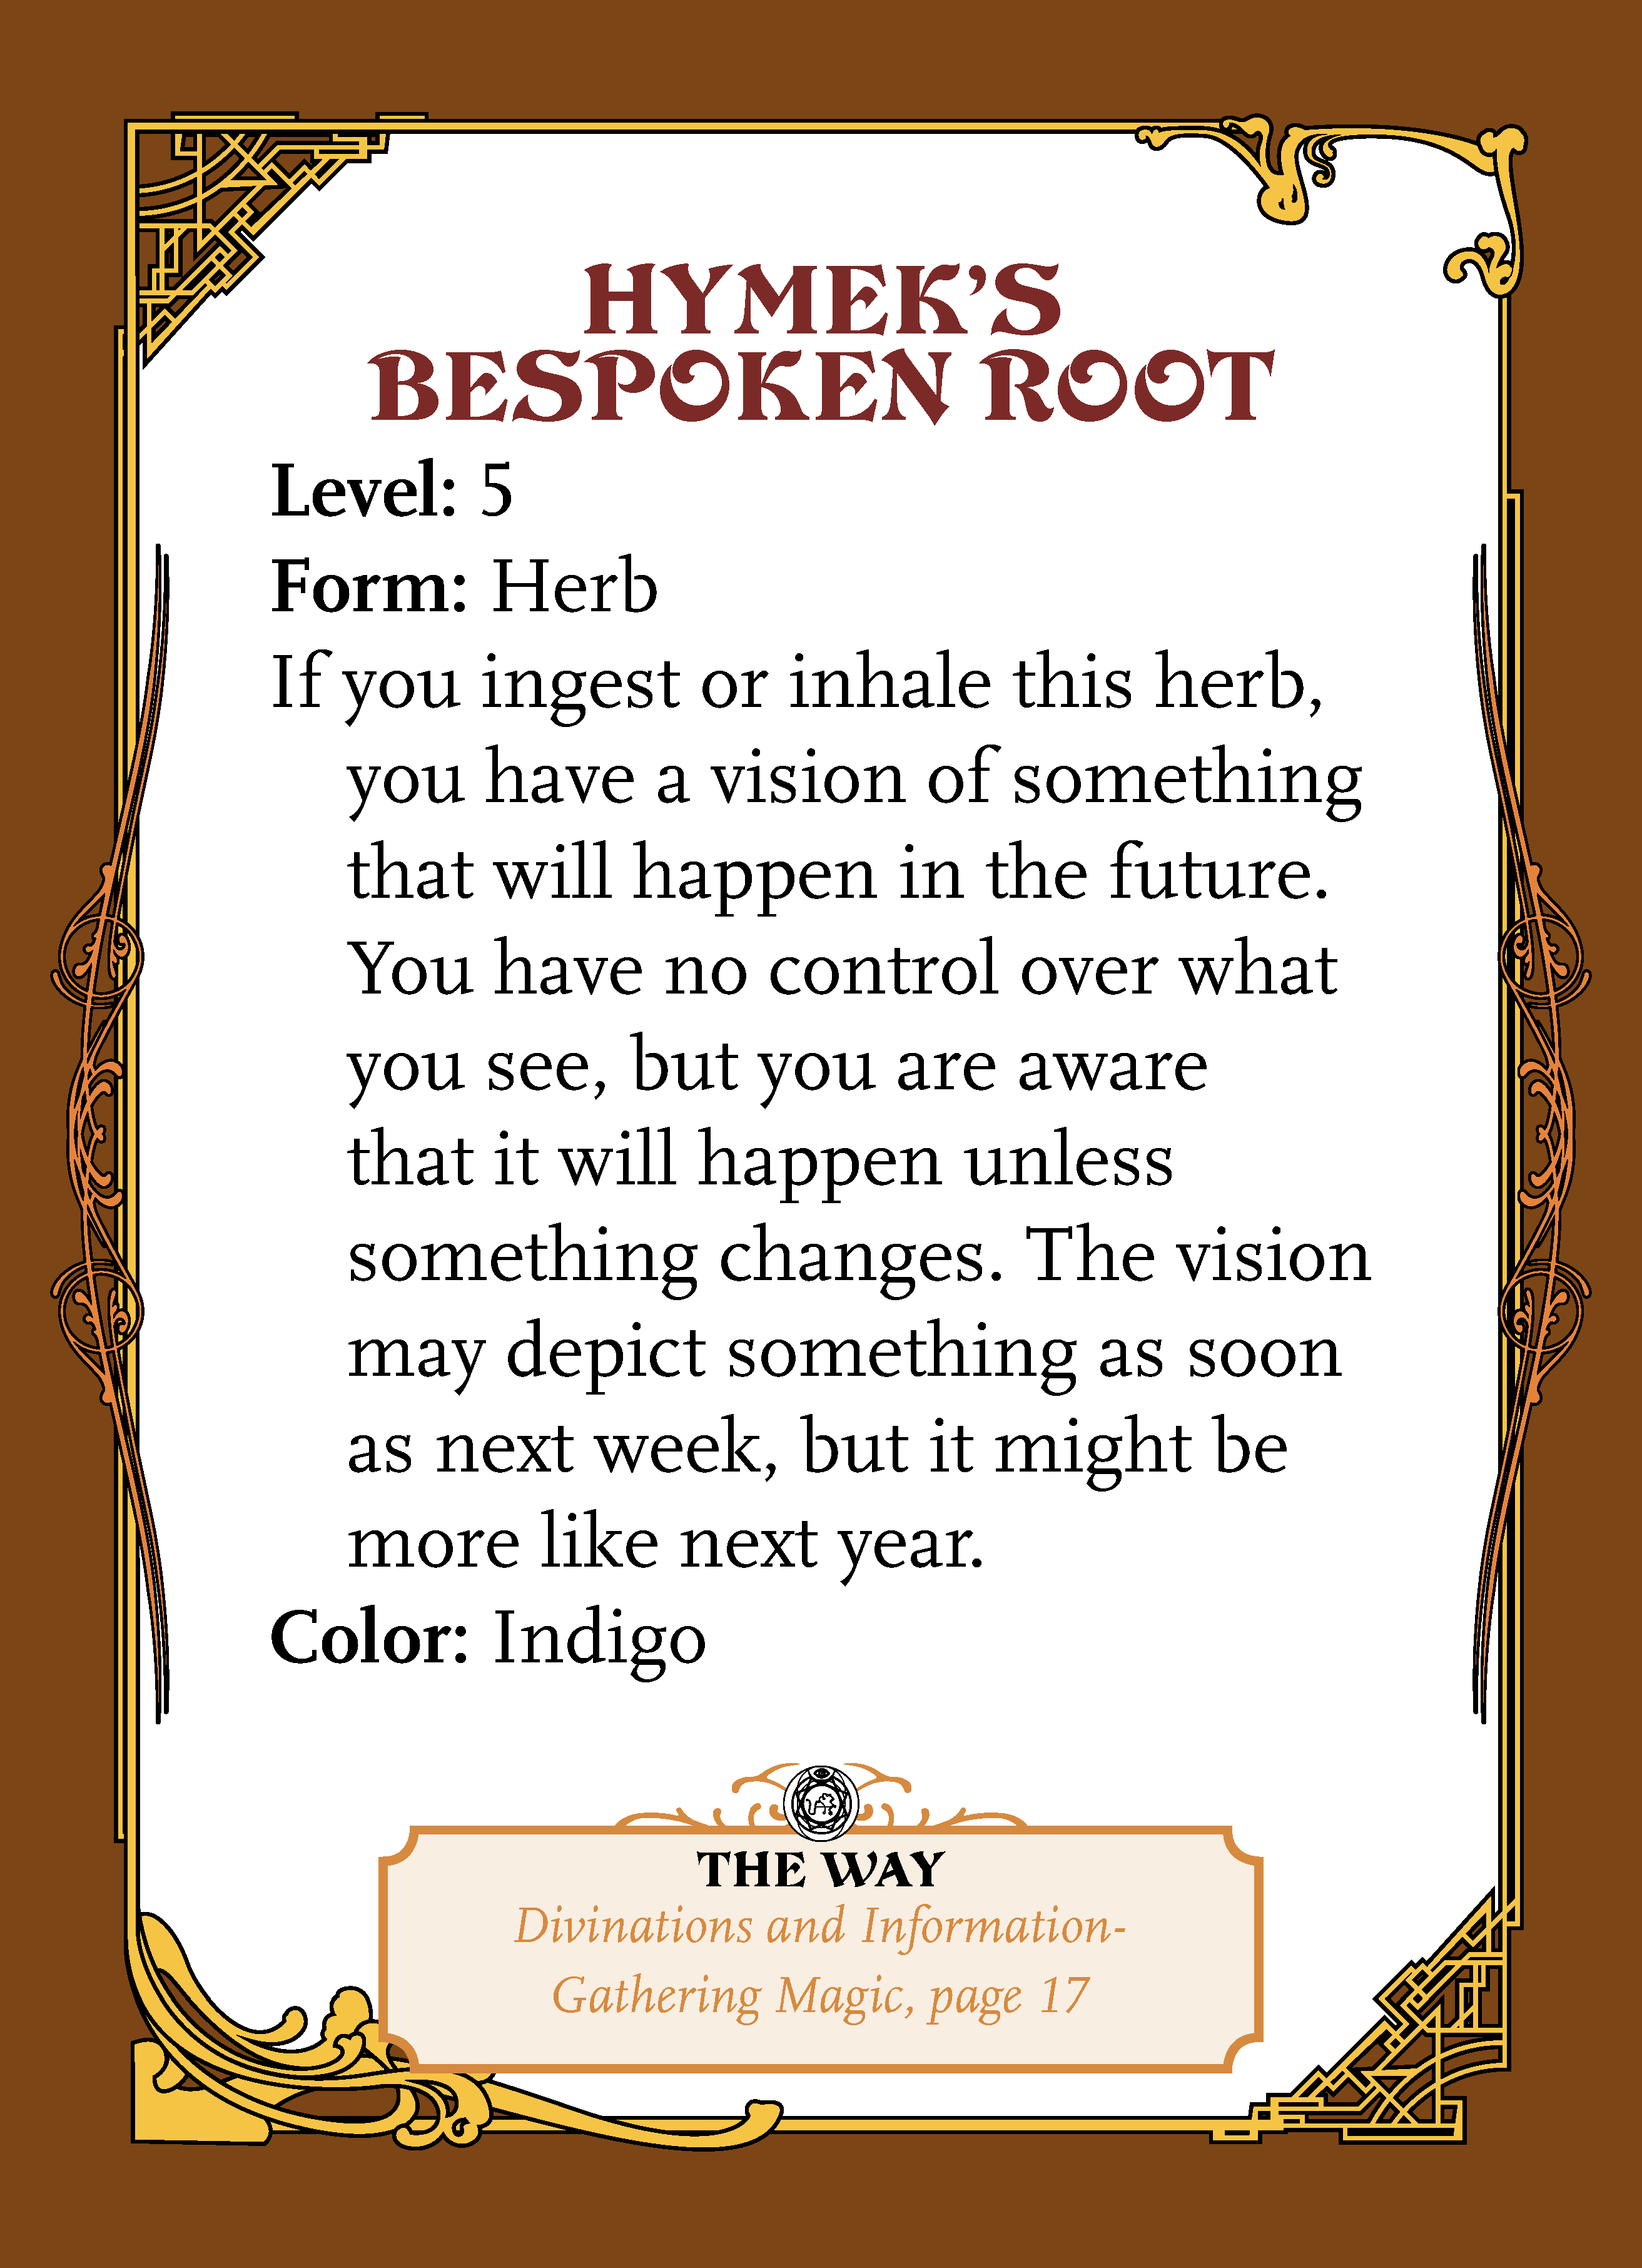 HYMEK’S
BESPOKEN ROOT
Level: 5
Form: Herb
If you ingest or inhale this herb,
you have a vision of something
that will happen in the future.
You have no control over what
you see, but you are aware
that it will happen unless
something changes. The vision
may depict something as soon
as next week, but it might be
more like next year.
Color: Indigo
THE WAY
Divinations and Information-
Gathering Magic, page 17